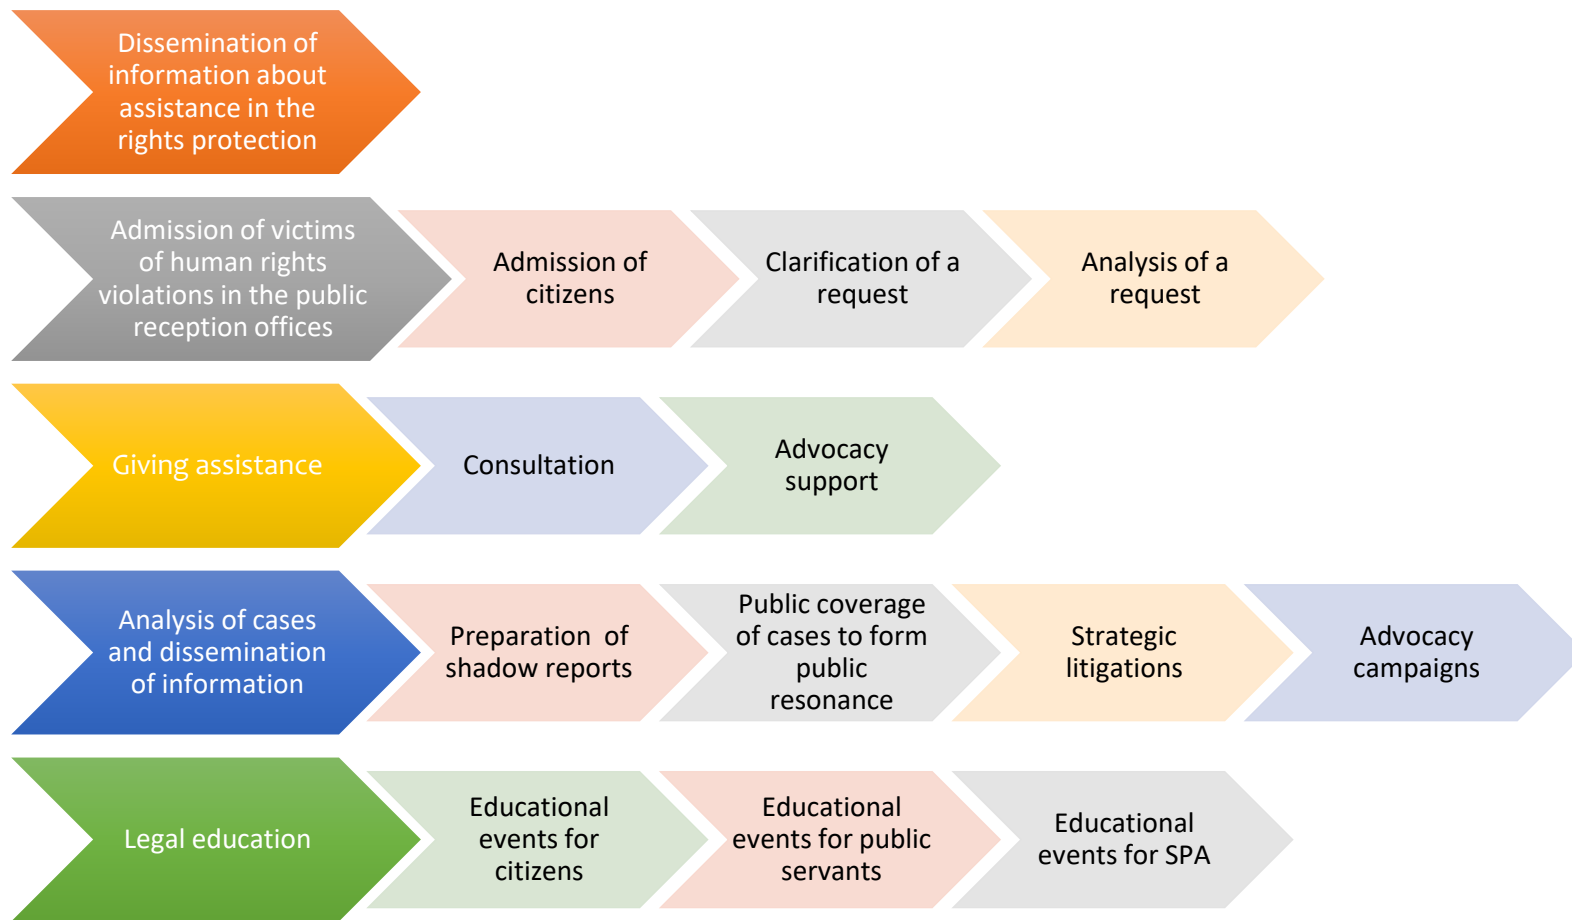 Dissemination of
information about
assistance in the
rights protection
Admission of victims
of human rights
violations in the public
reception offices
Admission of
citizens
Clarification of a
request
Analysis of a
request
Giving assistance
Consultation
Advocacy
support
Analysis of cases
and dissemination
of information
Preparation  of
shadow reports
Public coverage
of cases to form
public
resonance
Strategic
litigations
Advocacy
campaigns
Legal education
Educational
events for
citizens
Educational
events for public
servants
Educational
events for SPA